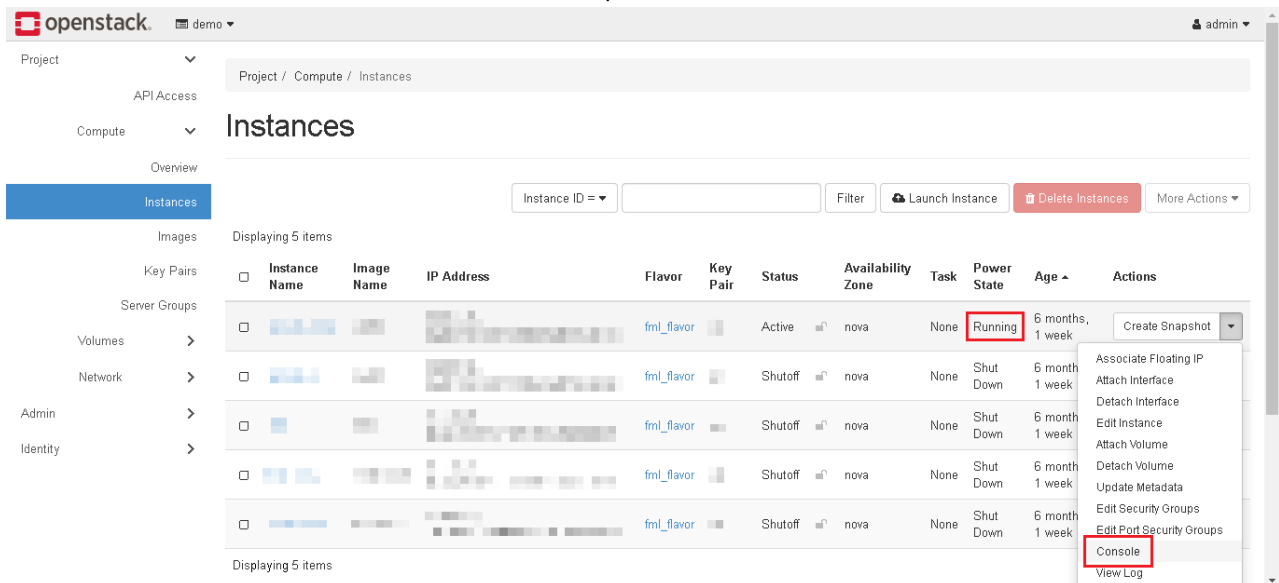 openstack. demo admin
Project
API Access
Compute
Overview
Instances
Images
Key Pairs
Server Groups
Volumes
Network
Admin
Identity
Project / Compute / Instances
Instances
Instance ID = Filter Launch Instance Delete Instances More Actions
Displaying 5 items
Instance Name Image Name IP Address Flavor Key Pair Status Availability Zone Task Power State Age Actions
fml_flavor Active nova None Running 6 months, 1 week Create Snapshot
fml_flavor Shutoff nova None Shut Down 6 month 1 week
fml_flavor Shutoff nova None Shut Down 6 month 1 week
fml_flavor Shutoff nova None Shut Down 6 month 1 week
fml_flavor Shutoff nova None Shut Down 6 month 1 week
Associate Floating IP
Attach Interface
Detach Interface
Edit Instance
Attach Volume
Detach Volume
Update Metadata
Edit Security Groups
Edit Port Security Groups
Console
View Log
Displaying 5 items